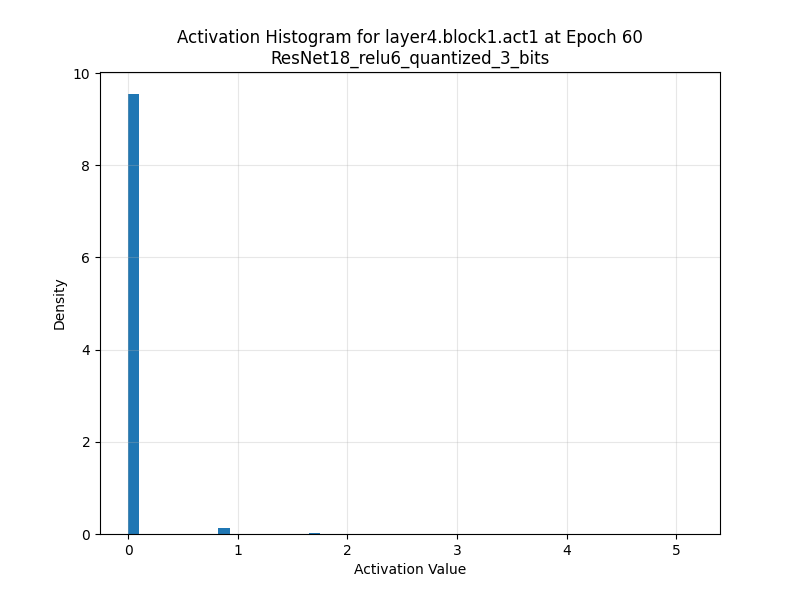 Activation Histogram for layer4.block1.act1 at Epoch 60
ResNet18_relu6_quantized_3_bits
10
8
6
4
2
0
Density
0 1 2 3 4 5
Activation Value